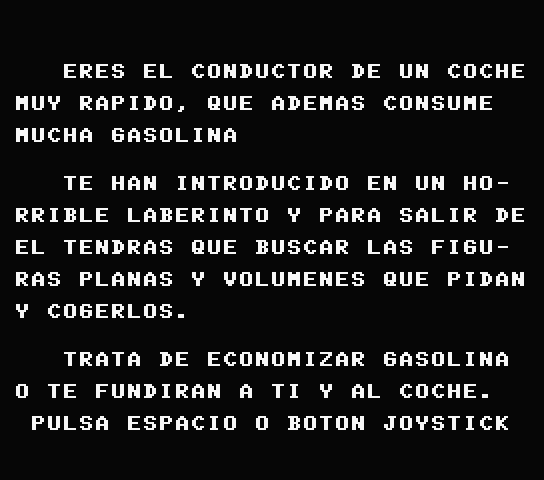 ERES EL CONDUCTOR DE UN COCHE
MUY RAPIDO, QUE ADEMAS CONSUME
MUCHA GASOLINA
TE HAN INTRODUCIDO EN UN HO-
RRIBLE LABERINTO Y PARA SALIR DE
EL TENDRAS QUE BUSCAR LAS FIGU-
RAS PLANAS Y VOLUMENES QUE PIDAN
Y COGERLOS.
TRATA DE ECONOMIZAR GASOLINA
O TE FUNDIRAN A TI Y AL COCHE.
PULSA ESPACIO O BOTON JOYSTICK